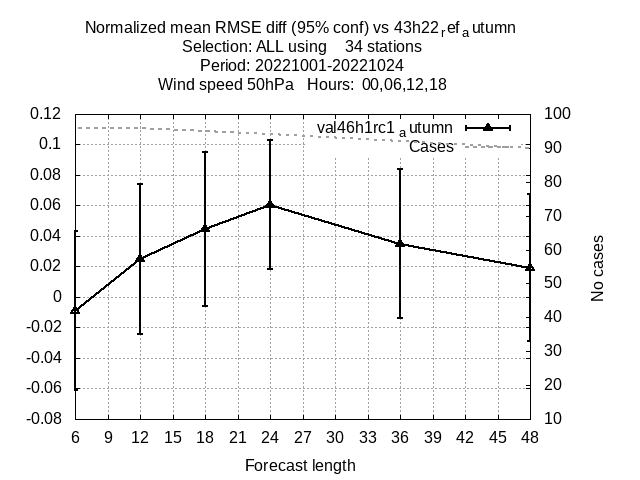 Normalized mean RMSE diff (95% conf) vs 43h22ref autumn
Selection: ALL using 34 stations
Period: 20221001-20221024
Wind speed 50hPa Hours: 00,06,12,18
0.12
0.1
0.08
0.06
0.04
0.02
0
-0.02
-0.04
-0.06
-0.08
val46h1rc1autumn
Cases
100
90
80
70
60
50
40
30
20
10
No cases
6 9 12 15 18 21 24 27 30 33 36 39 42 45 48
Forecast length